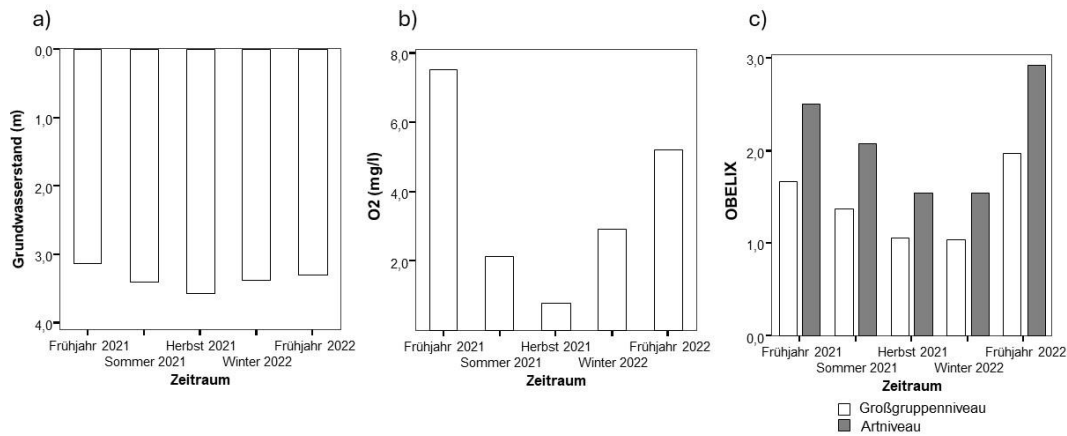 a)
Grundwasserstand (m)
0,0
1,0
2,0
3,0
4,0
Frühjahr 2021
Sommer 2021
Herbst 2021
Winter 2022
Frühjahr 2022
Zeitraum
b)
O2 (mg/l)
8,0
6,0
4,0
2,0
Frühjahr 2021
Sommer 2021
Herbst 2021
Winter 2022
Frühjahr 2022
Zeitraum
c)
OBELIX
3,0
2,0
1,0
0,0
Frühjahr 2021
Sommer 2021
Herbst 2021
Winter 2022
Frühjahr 2022
Zeitraum
Großgruppenniveau
Artniveau